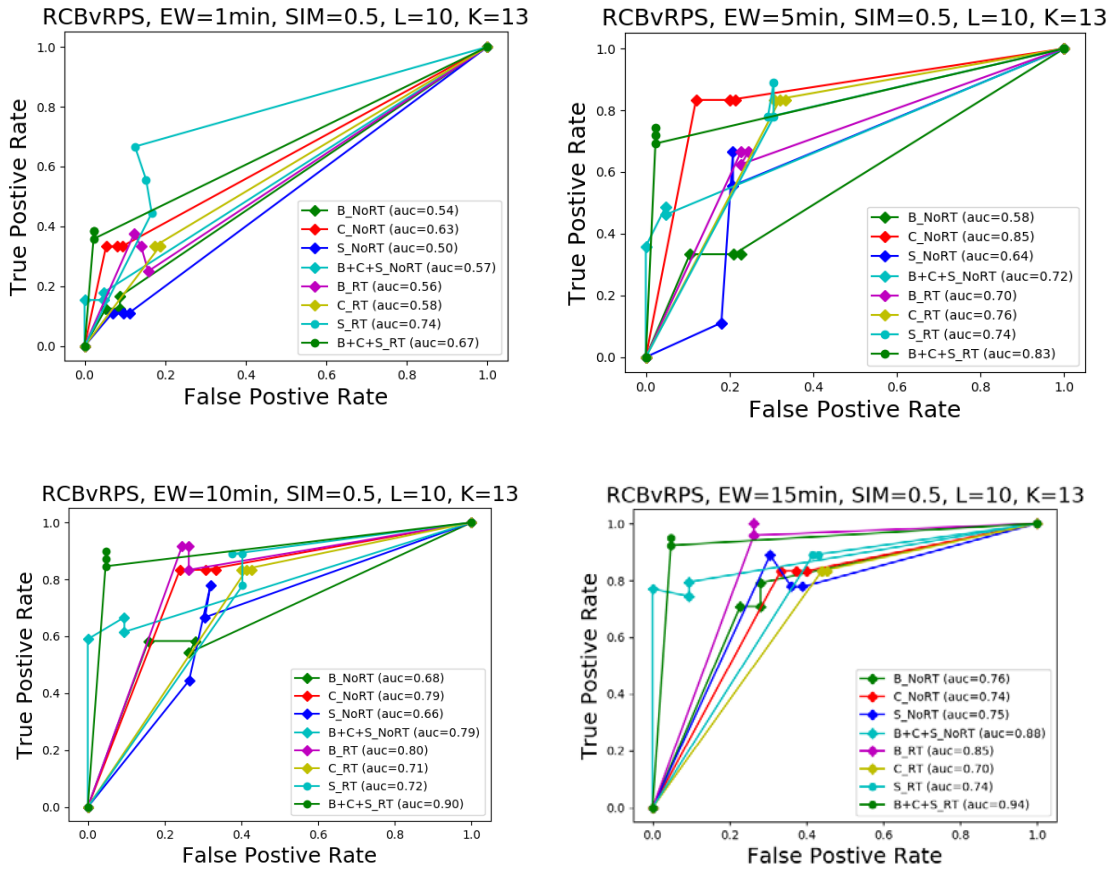 RCBvRPS, EW=1min, SIM=0.5, L=10, K=13
1.0
0.8
0.6
0.4
0.2
0.0
True Postive Rate
B_NoRT (auc=0.54)
C_NoRT (auc=0.63)
S_NoRT (auc=0.50)
B+C+S_NoRT (auc=0.57)
B_RT (auc=0.56)
C_RT (auc=0.58)
S_RT (auc=0.74)
B+C+S_RT (auc=0.67)
0.0 0.2 0.4 0.6 0.8 1.0
False Postive Rate
RCBvRPS, EW=5min, SIM=0.5, L=10, K=13
1.0
0.8
0.6
0.4
0.2
0.0
True Postive Rate
B_NoRT (auc=0.58)
C_NoRT (auc=0.85)
S_NoRT (auc=0.64)
B+C+S_NoRT (auc=0.72)
B_RT (auc=0.70)
C_RT (auc=0.76)
S_RT (auc=0.74)
B+C+S_RT (auc=0.83)
0.0 0.2 0.4 0.6 0.8 1.0
False Postive Rate
RCBvRPS, EW=10min, SIM=0.5, L=10, K=13
1.0
0.8
0.6
0.4
0.2
0.0
True Postive Rate
B_NoRT (auc=0.68)
C_NoRT (auc=0.79)
S_NoRT (auc=0.66)
B+C+S_NoRT (auc=0.79)
B_RT (auc=0.80)
C_RT (auc=0.71)
S_RT (auc=0.72)
B+C+S_RT (auc=0.90)
0.0 0.2 0.4 0.6 0.8 1.0
False Postive Rate
RCBvRPS, EW=15min, SIM=0.5, L=10, K=13
1.0
0.8
0.6
0.4
0.2
0.0
True Postive Rate
B_NoRT (auc=0.76)
C_NoRT (auc=0.74)
S_NoRT (auc=0.75)
B+C+S_NoRT (auc=0.88)
B_RT (auc=0.85)
C_RT (auc=0.70)
S_RT (auc=0.74)
B+C+S_RT (auc=0.94)
0.0 0.2 0.4 0.6 0.8 1.0
False Postive Rate